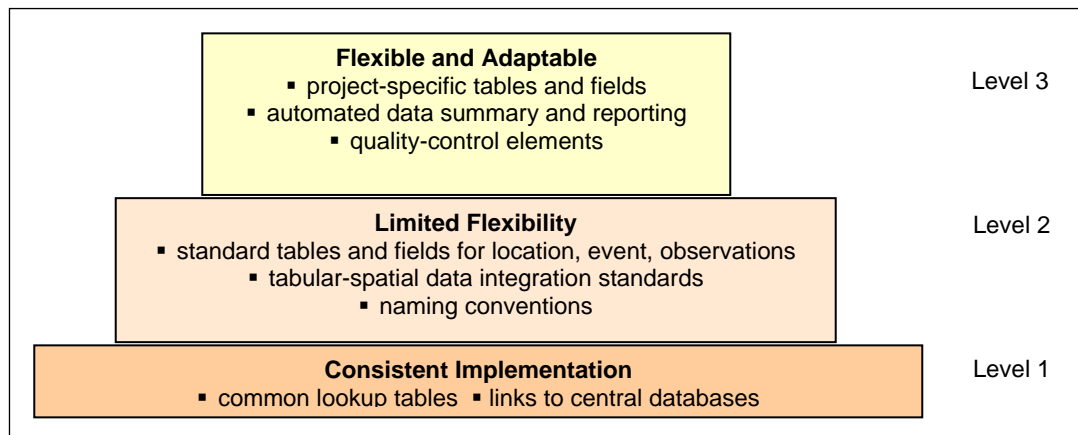 Flexible and Adaptable
▪ project-specific tables and fields
▪ automated data summary and reporting
▪ quality-control elements
Level 3
Limited Flexibility
▪ standard tables and fields for location, event, observations
▪ tabular-spatial data integration standards
▪ naming conventions
Level 2
Consistent Implementation
▪ common lookup tables ▪ links to central databases
Level 1